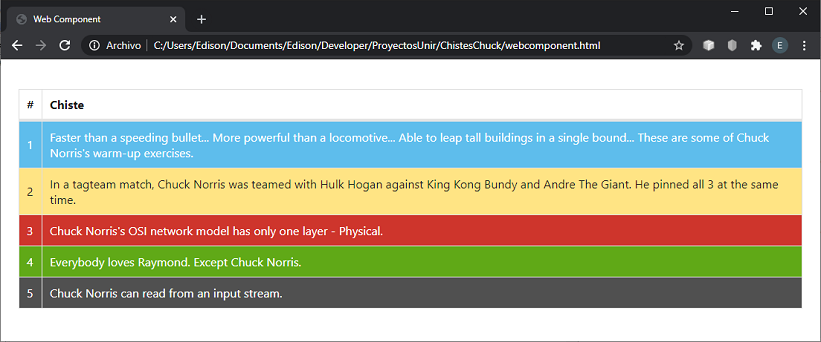 Web Component
Archivo
C:/Users/Edison/Documents/Edison/Developer/ProyectosUnir/ChistesChuck/webcomponent.html
E
# Chiste
1 Faster than a speeding bullet... More powerful than a locomotive... Able to leap tall buildings in a single bound... These are some of Chuck
Norris's warm-up exercises.
2 In a tagteam match, Chuck Norris was teamed with Hulk Hogan against King Kong Bundy and Andre The Giant. He pinned all 3 at the same
time.
3 Chuck Norris's OSI network model has only one layer - Physical.
4 Everybody loves Raymond. Except Chuck Norris.
5 Chuck Norris can read from an input stream.